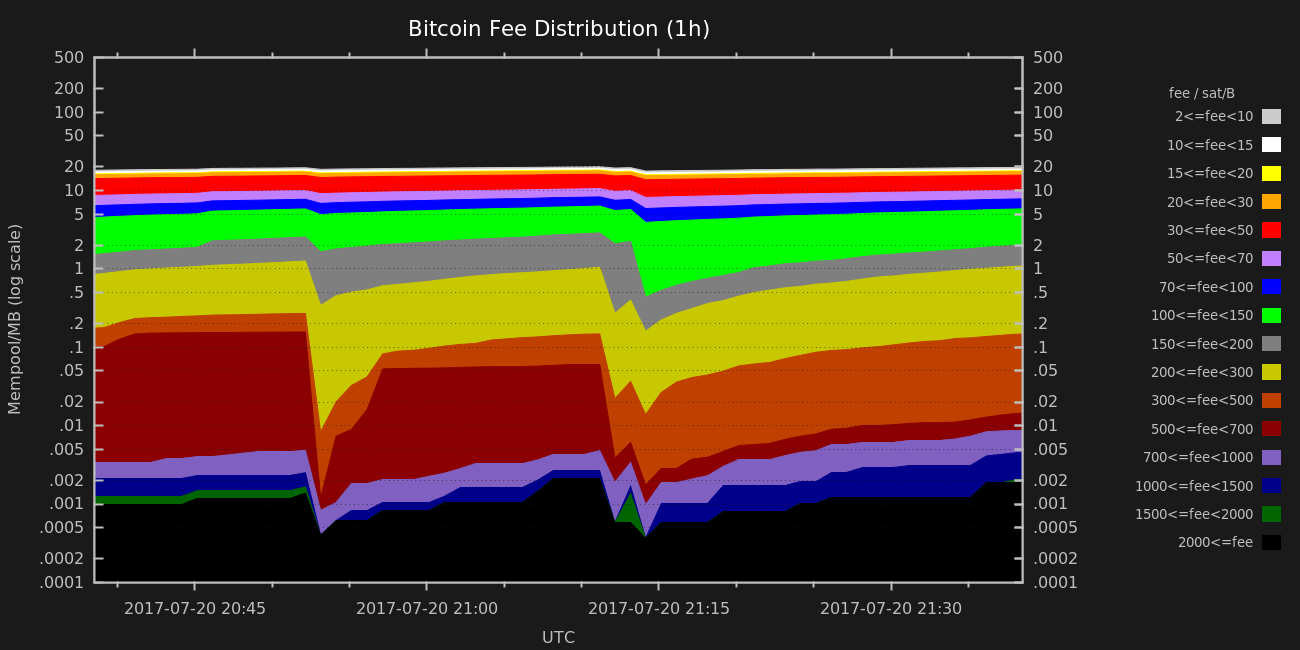 Bitcoin Fee Distribution (1h)
500 500
200 200
100 100
50 50
20 20
10 10
5 5
2 2
1 1
.5 .5
.2 .2
.1 .1
.05 .05
.02 .02
.01 .01
.005 .005
.002 .002
.001 .001
.0005 .0005
.0002 .0002
.0001 .0001
Mempool/MB (log scale)
2017-07-20 20:45 2017-07-20 21:00 2017-07-20 21:15 2017-07-20 21:30
UTC
fee / sat/B
2<=fee<10
10<=fee<15
15<=fee<20
20<=fee<30
30<=fee<50
50<=fee<70
70<=fee<100
100<=fee<150
150<=fee<200
200<=fee<300
300<=fee<500
500<=fee<700
700<=fee<1000
1000<=fee<1500
1500<=fee<2000
2000<=fee